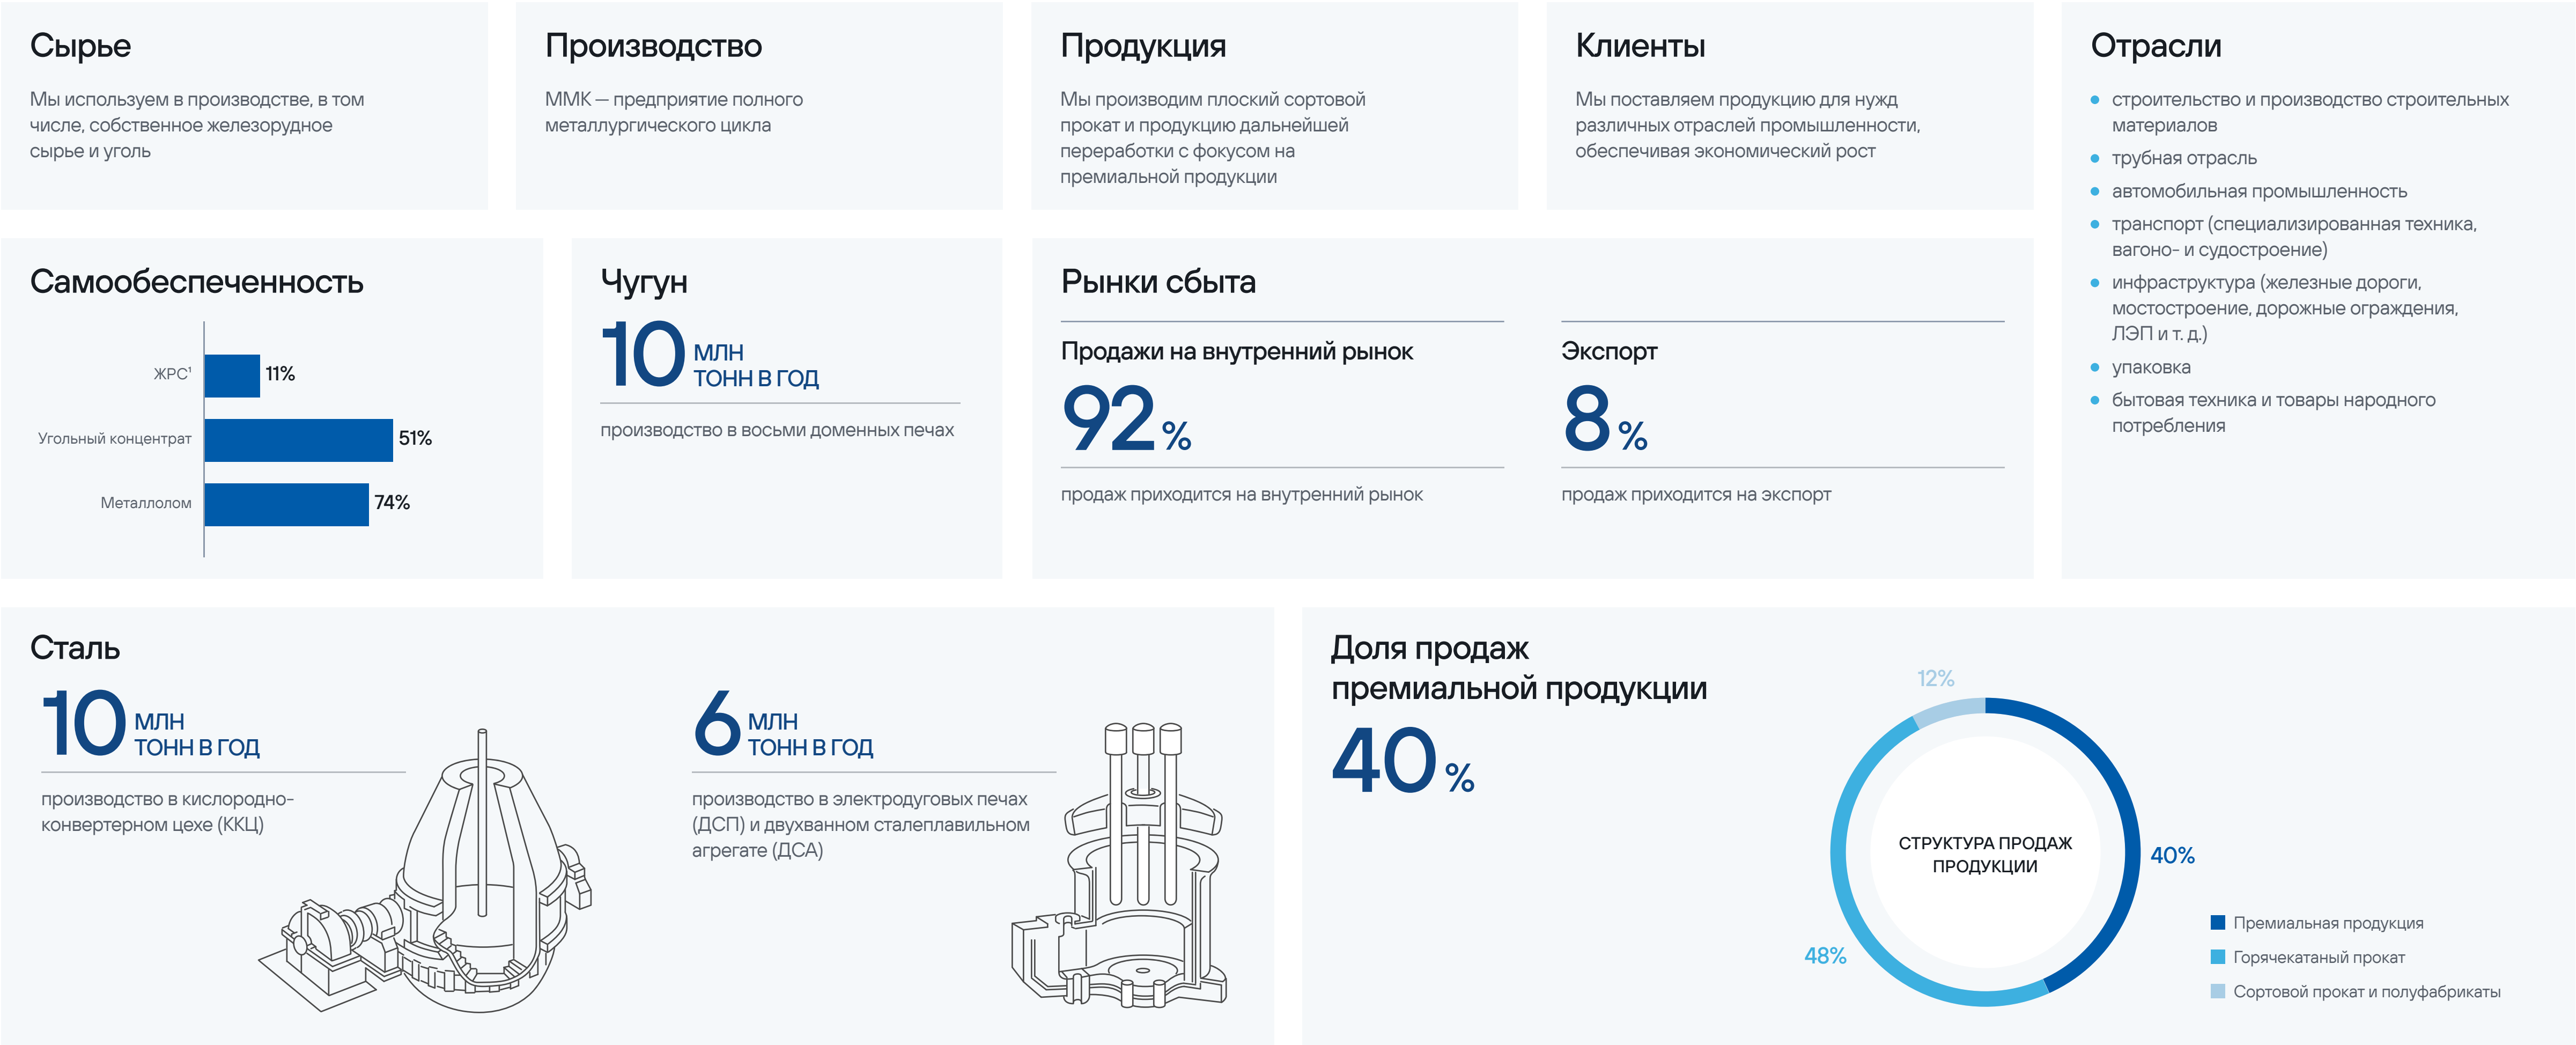 Сырье
Мы используем в производстве, в том
числе, собственное железорудное
сырье и уголь
Производство
ММК — предприятие полного
металлургического цикла
Продукция
Мы производим плоский сортовой
прокат и продукцию дальнейшей
переработки с фокусом на
премиальной продукции
Клиенты
Мы поставляем продукцию для нужд
различных отраслей промышленности,
обеспечивая экономический рост
Отрасли
строительство и производство строительных
материалов
трубная отрасль
автомобильная промышленность
транспорт (специализированная техника,
вагоно- и судостроение)
инфраструктура (железные дороги,
мостостроение, дорожные ограждения,
ЛЭП и т. д.)
упаковка
бытовая техника и товары народного
потребления
Самообеспеченность
ЖРС¹ 11%
Угольный концентрат 51%
Металлолом 74%
Чугун
10 МЛН
ТОНН В ГОД
производство в восьми доменных печах
Рынки сбыта
Продажи на внутренний рынок
92 %
продаж приходится на внутренний рынок
Экспорт
8 %
продаж приходится на экспорт
Сталь
10 МЛН
ТОНН В ГОД
производство в кислородно-
конвертерном цехе (ККЦ)
6 МЛН
ТОНН В ГОД
производство в электродуговых печах
(ДСП) и двухванном сталеплавильном
агрегате (ДСА)
Доля продаж
премиальной продукции
40 %
12%
СТРУКТУРА ПРОДАЖ
ПРОДУКЦИИ
40%
48%
Премиальная продукция
Горячекатаный прокат
Сортовой прокат и полуфабрикаты